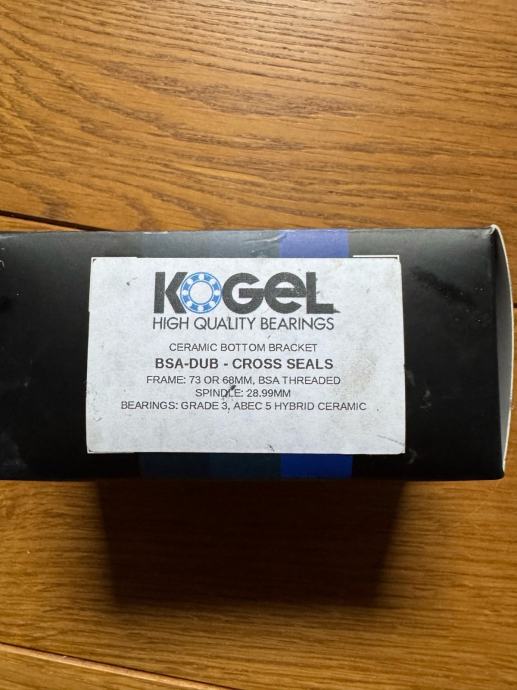 KOGEL
HIGH QUALITY BEARINGS
CERAMIC BOTTOM BRACKET
BSA-DUB - CROSS SEALS
FRAME: 73 OR 68MM, BSA THREADED
SPINDLE: 28.99MM
BEARINGS: GRADE 3, ABEC 5 HYBRID CERAMIC